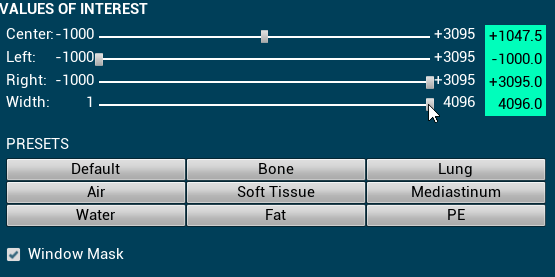 VALUES OF INTEREST
Center: -1000 +3095 +1047.5
Left: -1000 +3095 -1000.0
Right: -1000 +3095 +3095.0
Width: 1 4096 4096.0
PRESETS
Default Bone Lung
Air Soft Tissue Mediastinum
Water Fat PE
Window Mask